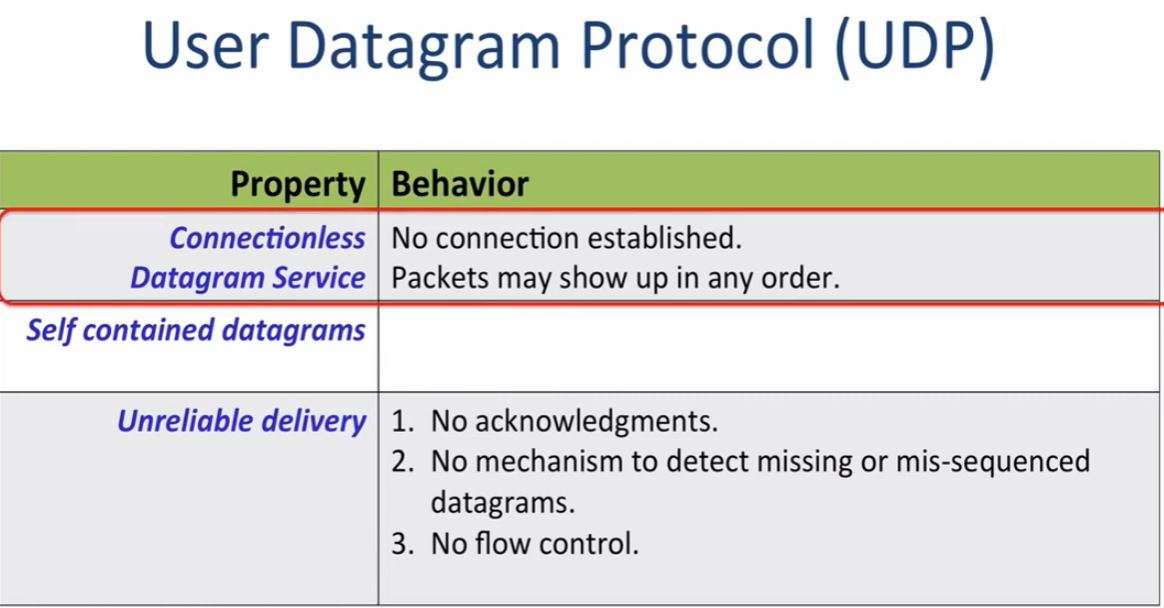 User Datagram Protocol (UDP)
Property Behavior
Connectionless No connection established.
Datagram Service Packets may show up in any order.
Self contained datagrams
Unreliable delivery 1. No acknowledgments.
2. No mechanism to detect missing or mis-sequenced
datagrams.
3. No flow control.